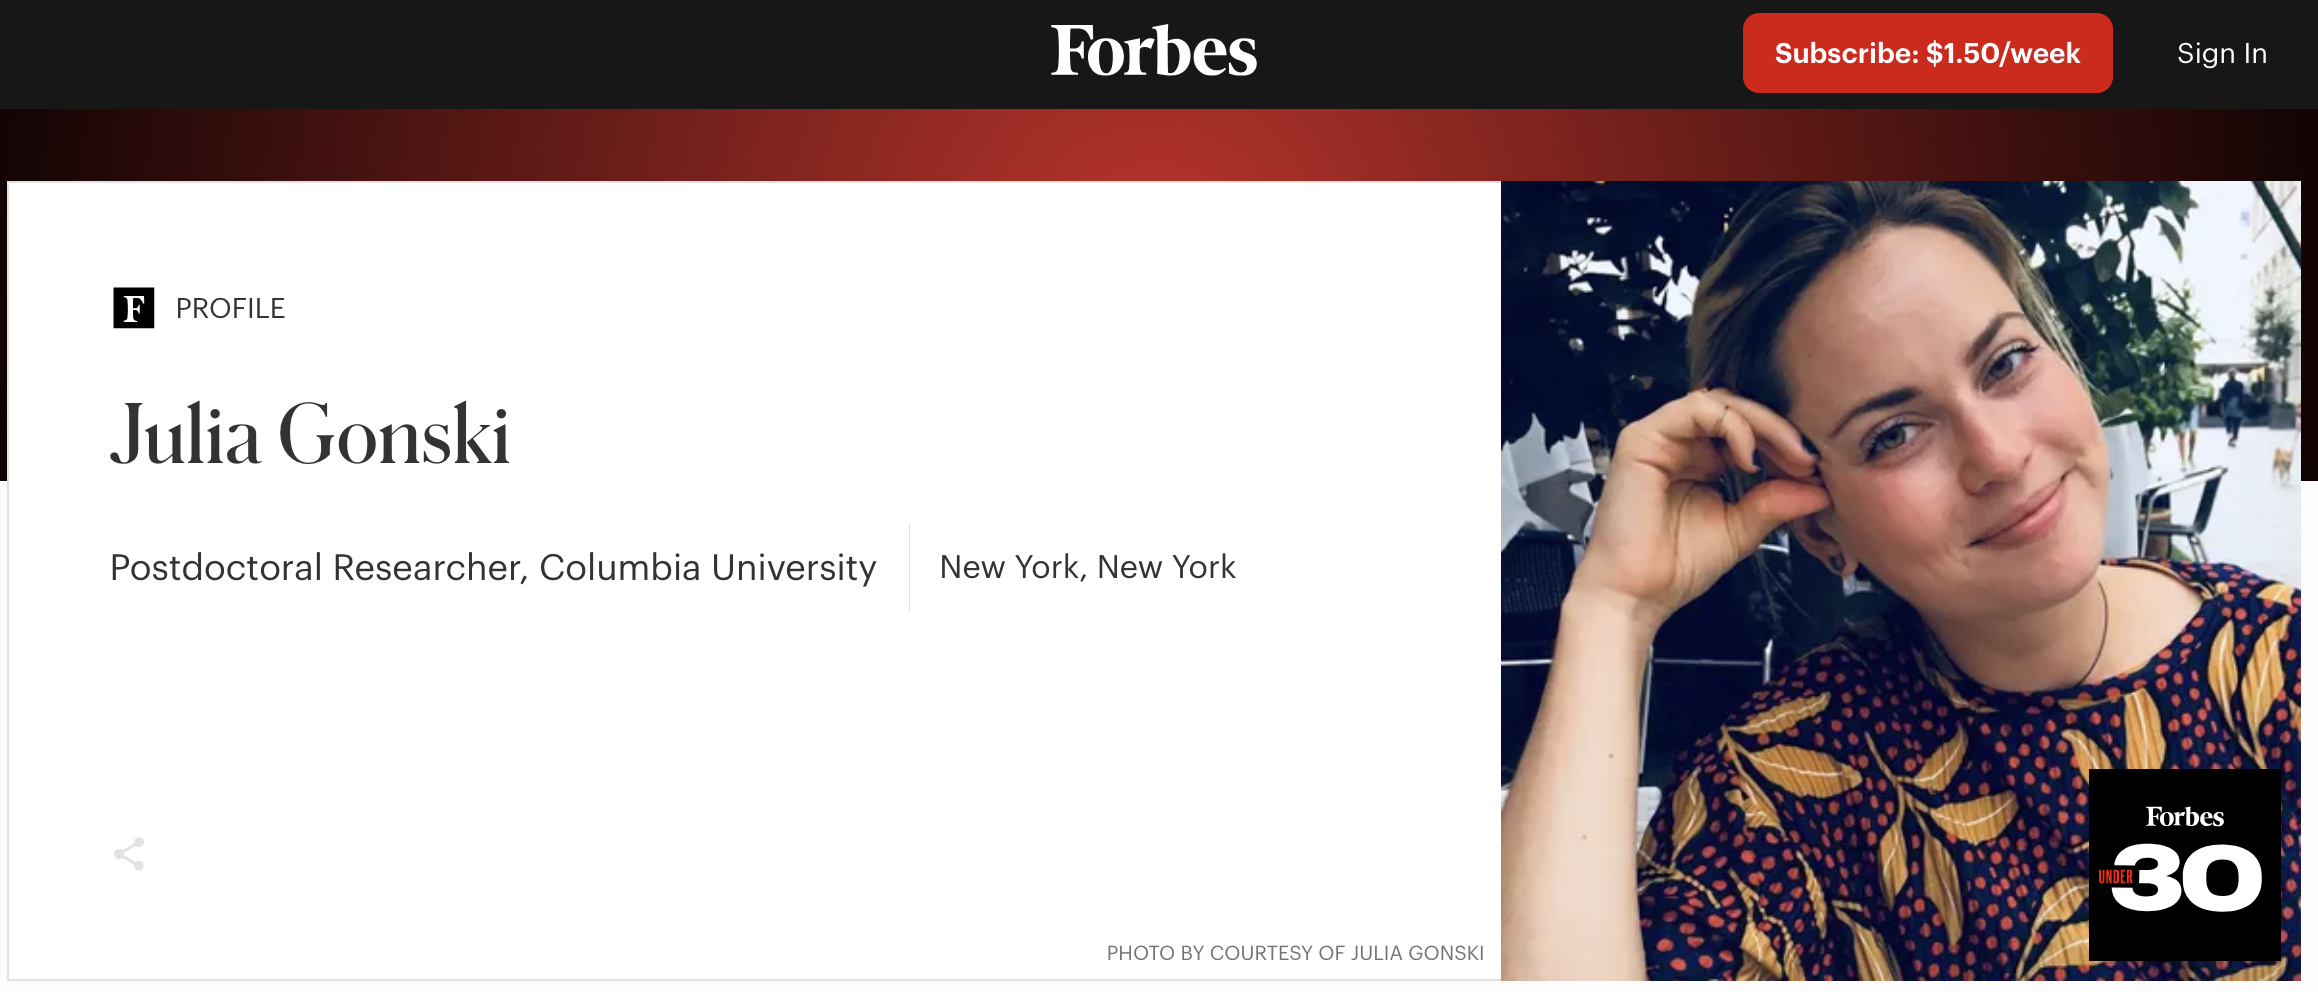 Forbes
Subscribe: $1.50/week
Sign In
F PROFILE
Julia Gonski
Postdoctoral Researcher, Columbia University
New York, New York
PHOTO BY COURTESY OF JULIA GONSKI
Forbes
UNDER 30